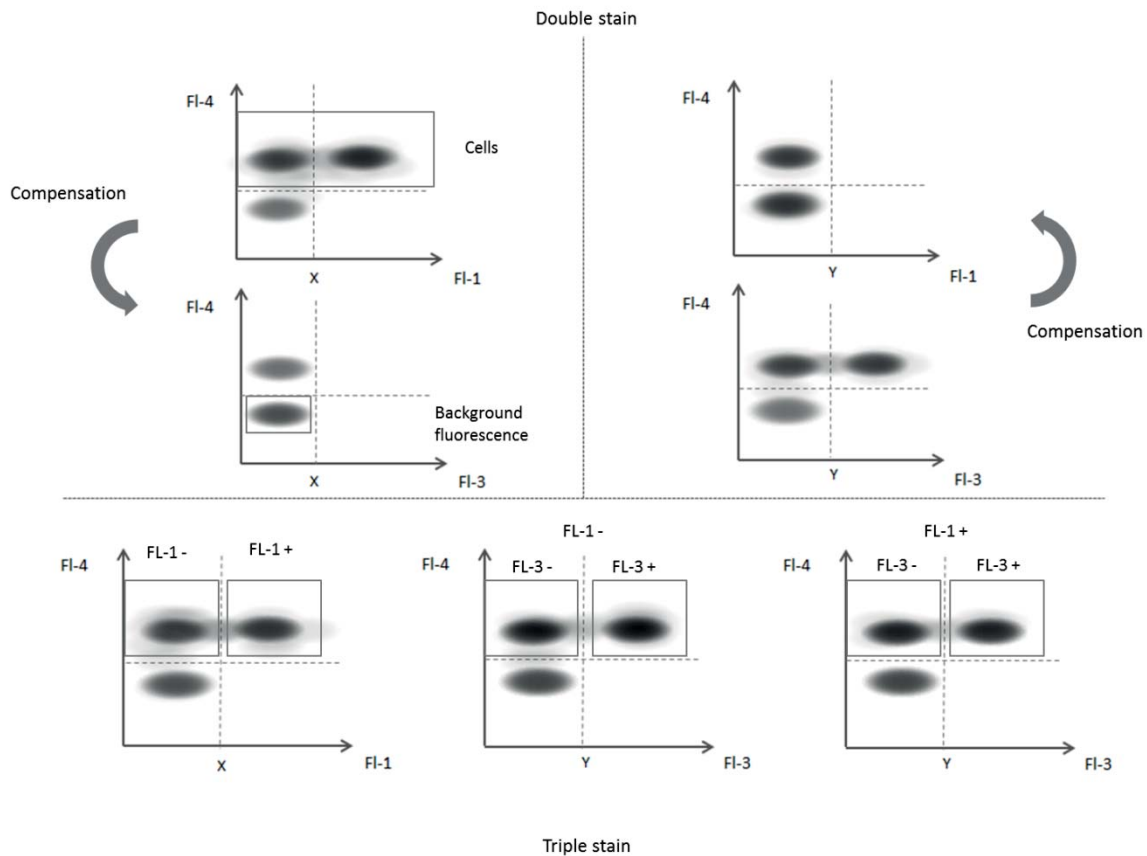 Double stain
Fl-4
Cells
X
Fl-1
Compensation
Fl-4
Background
fluorescence
X
Fl-3
Fl-4
Y
Fl-1
Fl-4
Compensation
Y
Fl-3
Fl-4
FL-1 -
FL-1 +
X
Fl-1
FL-1 -
Fl-4
FL-3 -
FL-3 +
Y
Fl-3
FL-1 +
Fl-4
FL-3 -
FL-3 +
Y
Fl-3
Triple stain